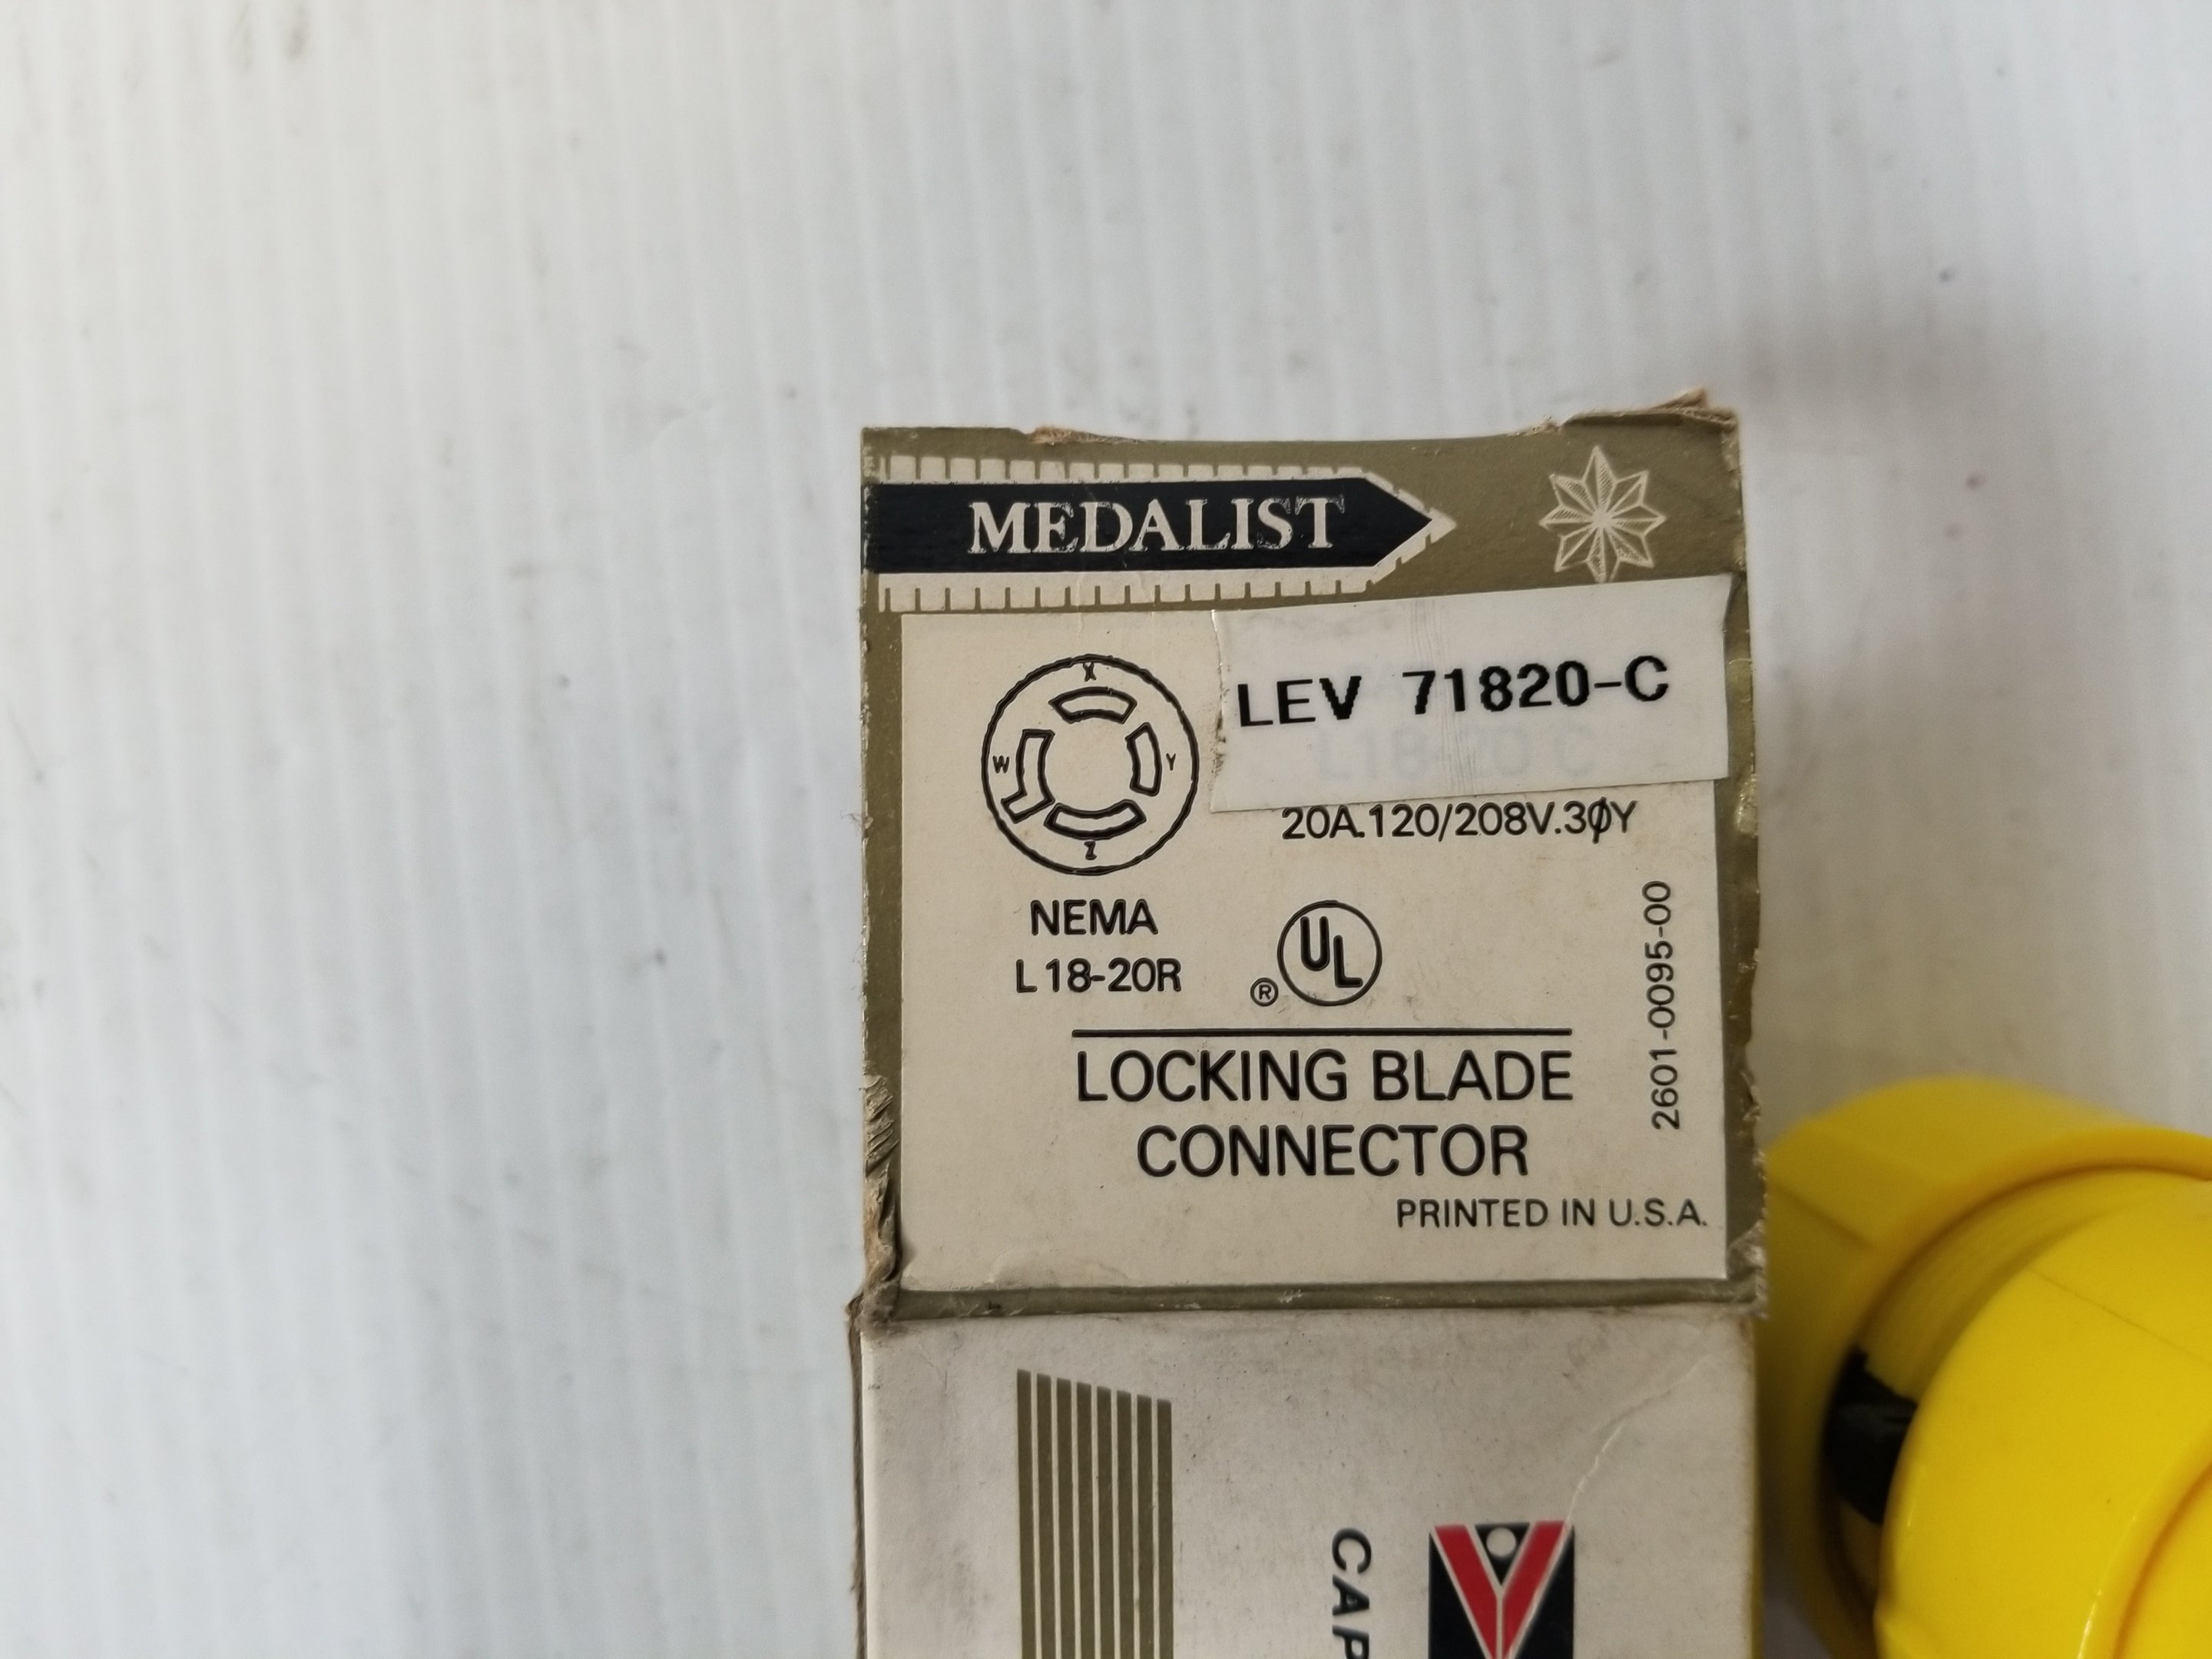 MEDALIST
LEV 71820-C
20A.120/208V.3ØY
X
W
Y
Z
NEMA
L18-20R
UL
®
2601-0095-00
LOCKING BLADE
CONNECTOR
PRINTED IN U.S.A.
CAP